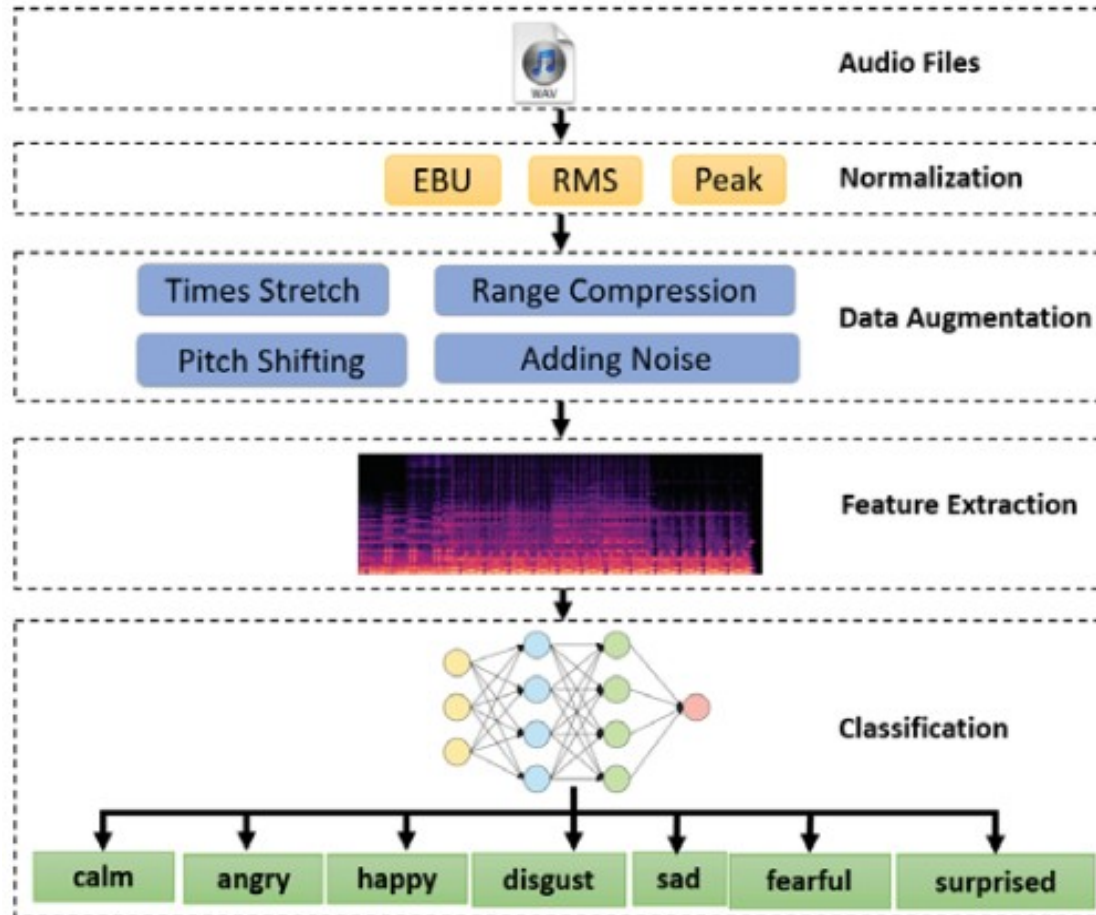 WAV
Audio Files
EBU RMS Peak Normalization
Times Stretch Range Compression
Data Augmentation
Pitch Shifting Adding Noise
Feature Extraction
Classification
calm angry happy disgust sad fearful surprised